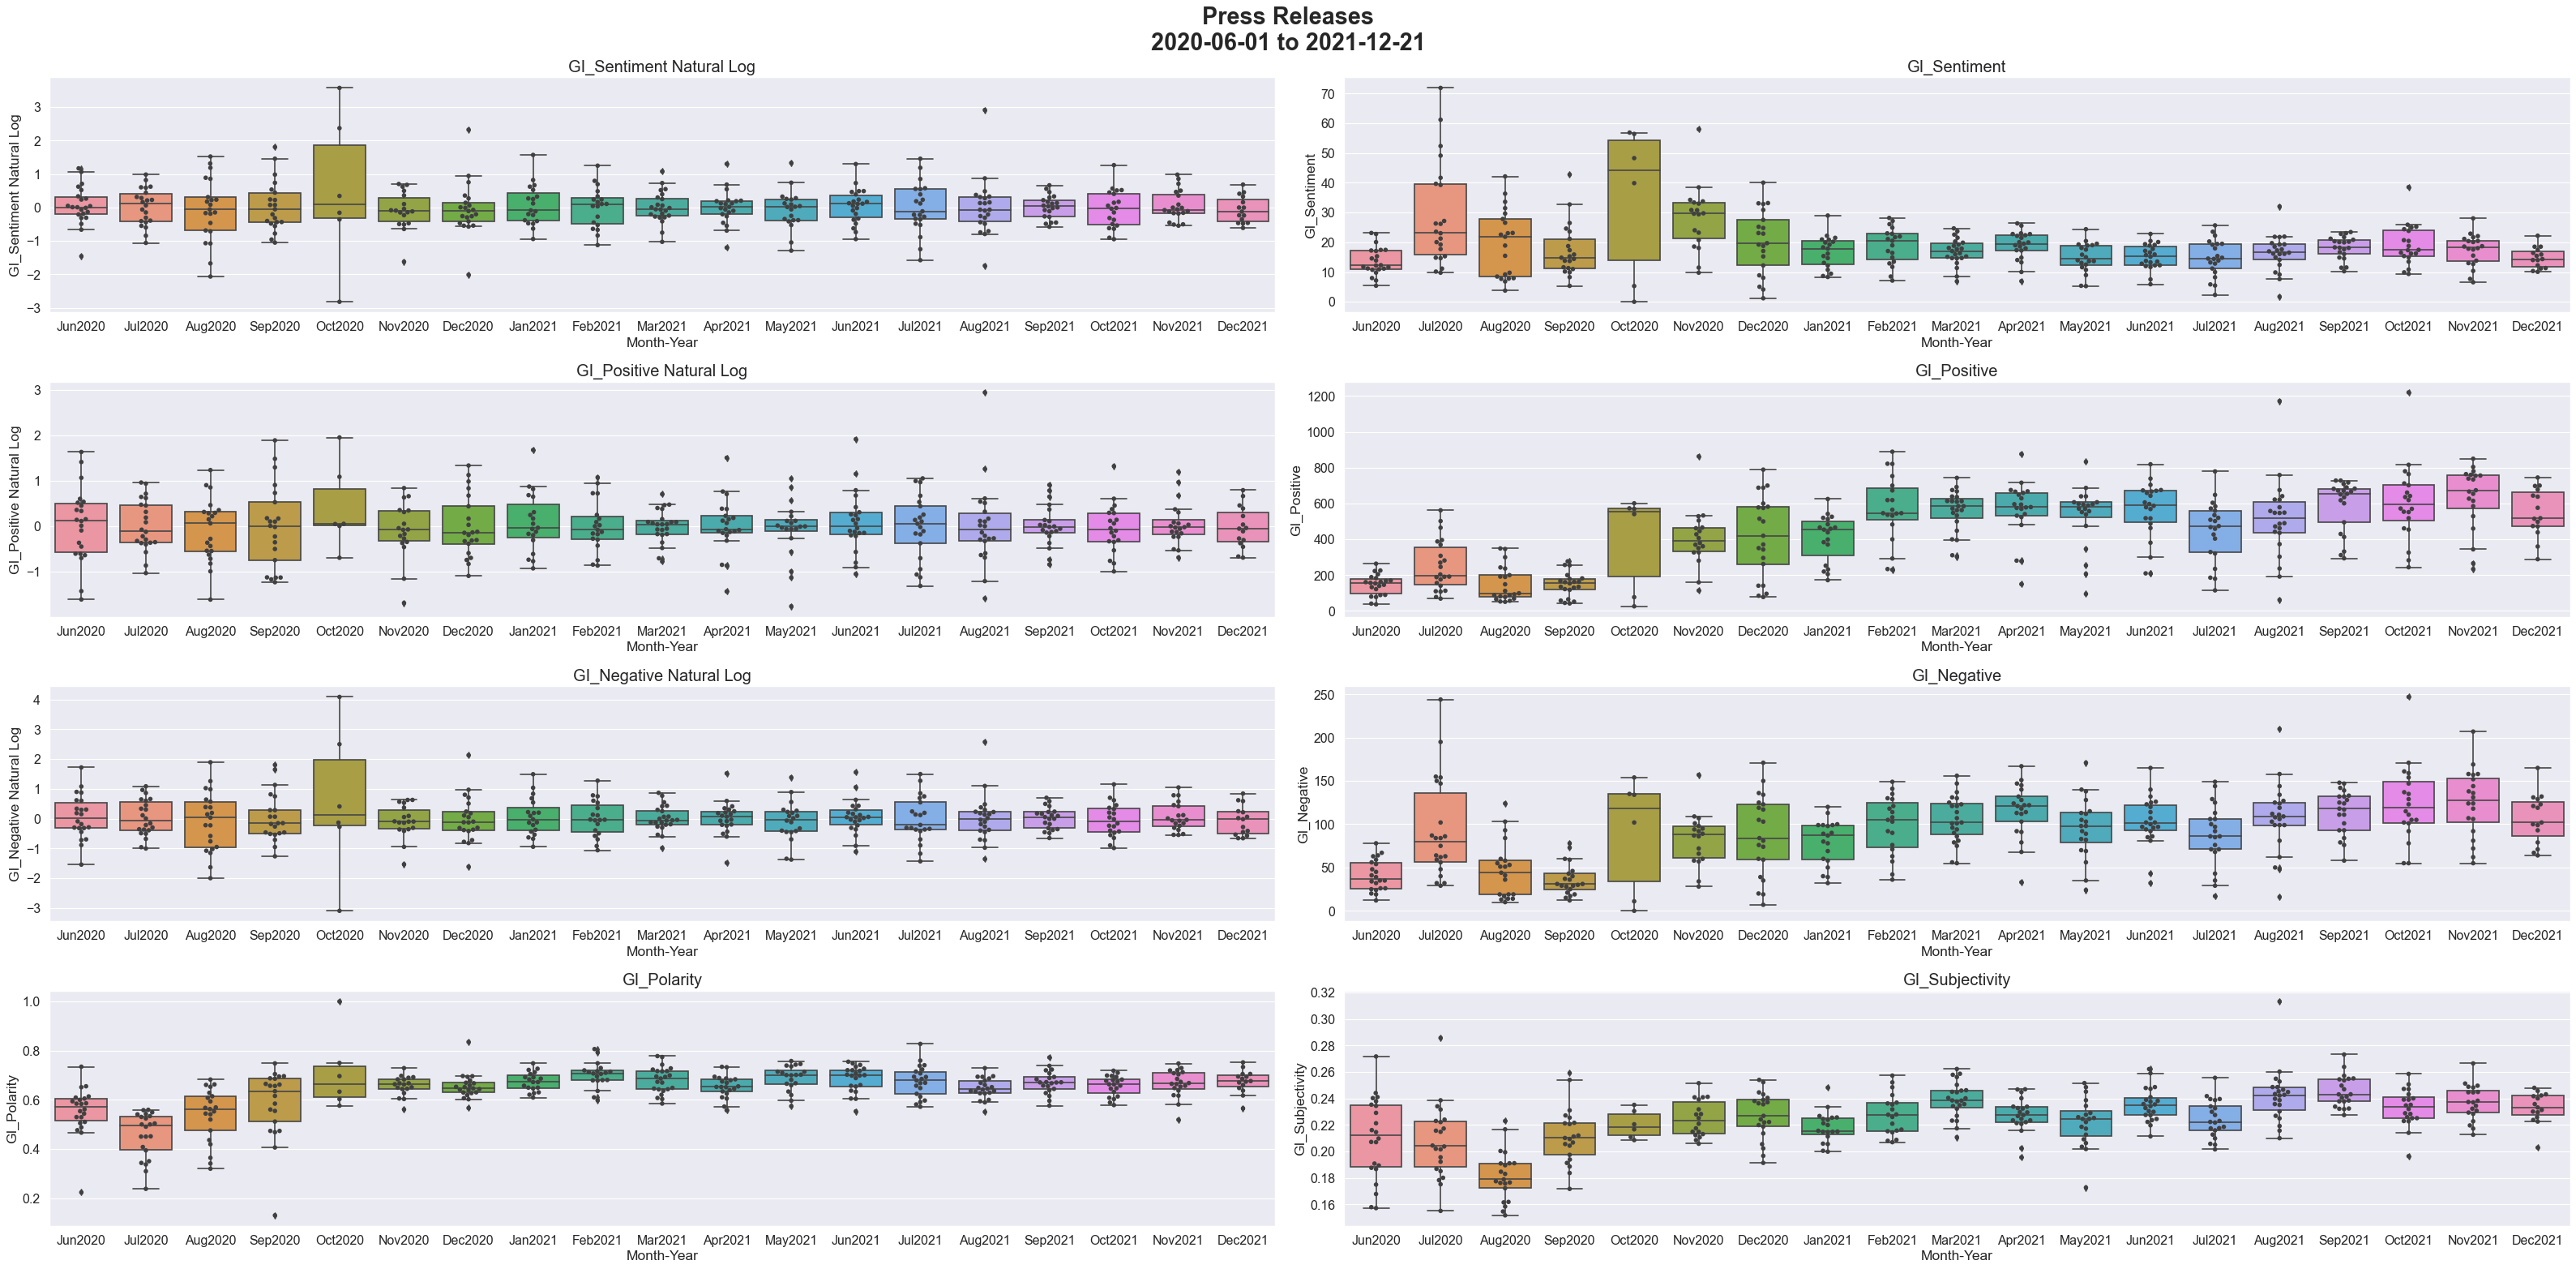 Press Releases
2020-06-01 to 2021-12-21
GI_Sentiment Natural Log
GI_Sentiment Natural Log
3
2
1
0
−1
−2
−3
Jun2020 Jul2020 Aug2020 Sep2020 Oct2020 Nov2020 Dec2020 Jan2021 Feb2021 Mar2021 Apr2021 May2021 Jun2021 Jul2021 Aug2021 Sep2021 Oct2021 Nov2021 Dec2021
Month-Year
GI_Sentiment
GI_Sentiment
70
60
50
40
30
20
10
0
Jun2020 Jul2020 Aug2020 Sep2020 Oct2020 Nov2020 Dec2020 Jan2021 Feb2021 Mar2021 Apr2021 May2021 Jun2021 Jul2021 Aug2021 Sep2021 Oct2021 Nov2021 Dec2021
Month-Year
GI_Positive Natural Log
GI_Positive Natural Log
3
2
1
0
−1
Jun2020 Jul2020 Aug2020 Sep2020 Oct2020 Nov2020 Dec2020 Jan2021 Feb2021 Mar2021 Apr2021 May2021 Jun2021 Jul2021 Aug2021 Sep2021 Oct2021 Nov2021 Dec2021
Month-Year
GI_Positive
GI_Positive
1200
1000
800
600
400
200
0
Jun2020 Jul2020 Aug2020 Sep2020 Oct2020 Nov2020 Dec2020 Jan2021 Feb2021 Mar2021 Apr2021 May2021 Jun2021 Jul2021 Aug2021 Sep2021 Oct2021 Nov2021 Dec2021
Month-Year
GI_Negative Natural Log
GI_Negative Natural Log
4
3
2
1
0
−1
−2
−3
Jun2020 Jul2020 Aug2020 Sep2020 Oct2020 Nov2020 Dec2020 Jan2021 Feb2021 Mar2021 Apr2021 May2021 Jun2021 Jul2021 Aug2021 Sep2021 Oct2021 Nov2021 Dec2021
Month-Year
GI_Negative
GI_Negative
250
200
150
100
50
0
Jun2020 Jul2020 Aug2020 Sep2020 Oct2020 Nov2020 Dec2020 Jan2021 Feb2021 Mar2021 Apr2021 May2021 Jun2021 Jul2021 Aug2021 Sep2021 Oct2021 Nov2021 Dec2021
Month-Year
GI_Polarity
GI_Polarity
1.0
0.8
0.6
0.4
0.2
Jun2020 Jul2020 Aug2020 Sep2020 Oct2020 Nov2020 Dec2020 Jan2021 Feb2021 Mar2021 Apr2021 May2021 Jun2021 Jul2021 Aug2021 Sep2021 Oct2021 Nov2021 Dec2021
Month-Year
GI_Subjectivity
GI_Subjectivity
0.32
0.30
0.28
0.26
0.24
0.22
0.20
0.18
0.16
Jun2020 Jul2020 Aug2020 Sep2020 Oct2020 Nov2020 Dec2020 Jan2021 Feb2021 Mar2021 Apr2021 May2021 Jun2021 Jul2021 Aug2021 Sep2021 Oct2021 Nov2021 Dec2021
Month-Year